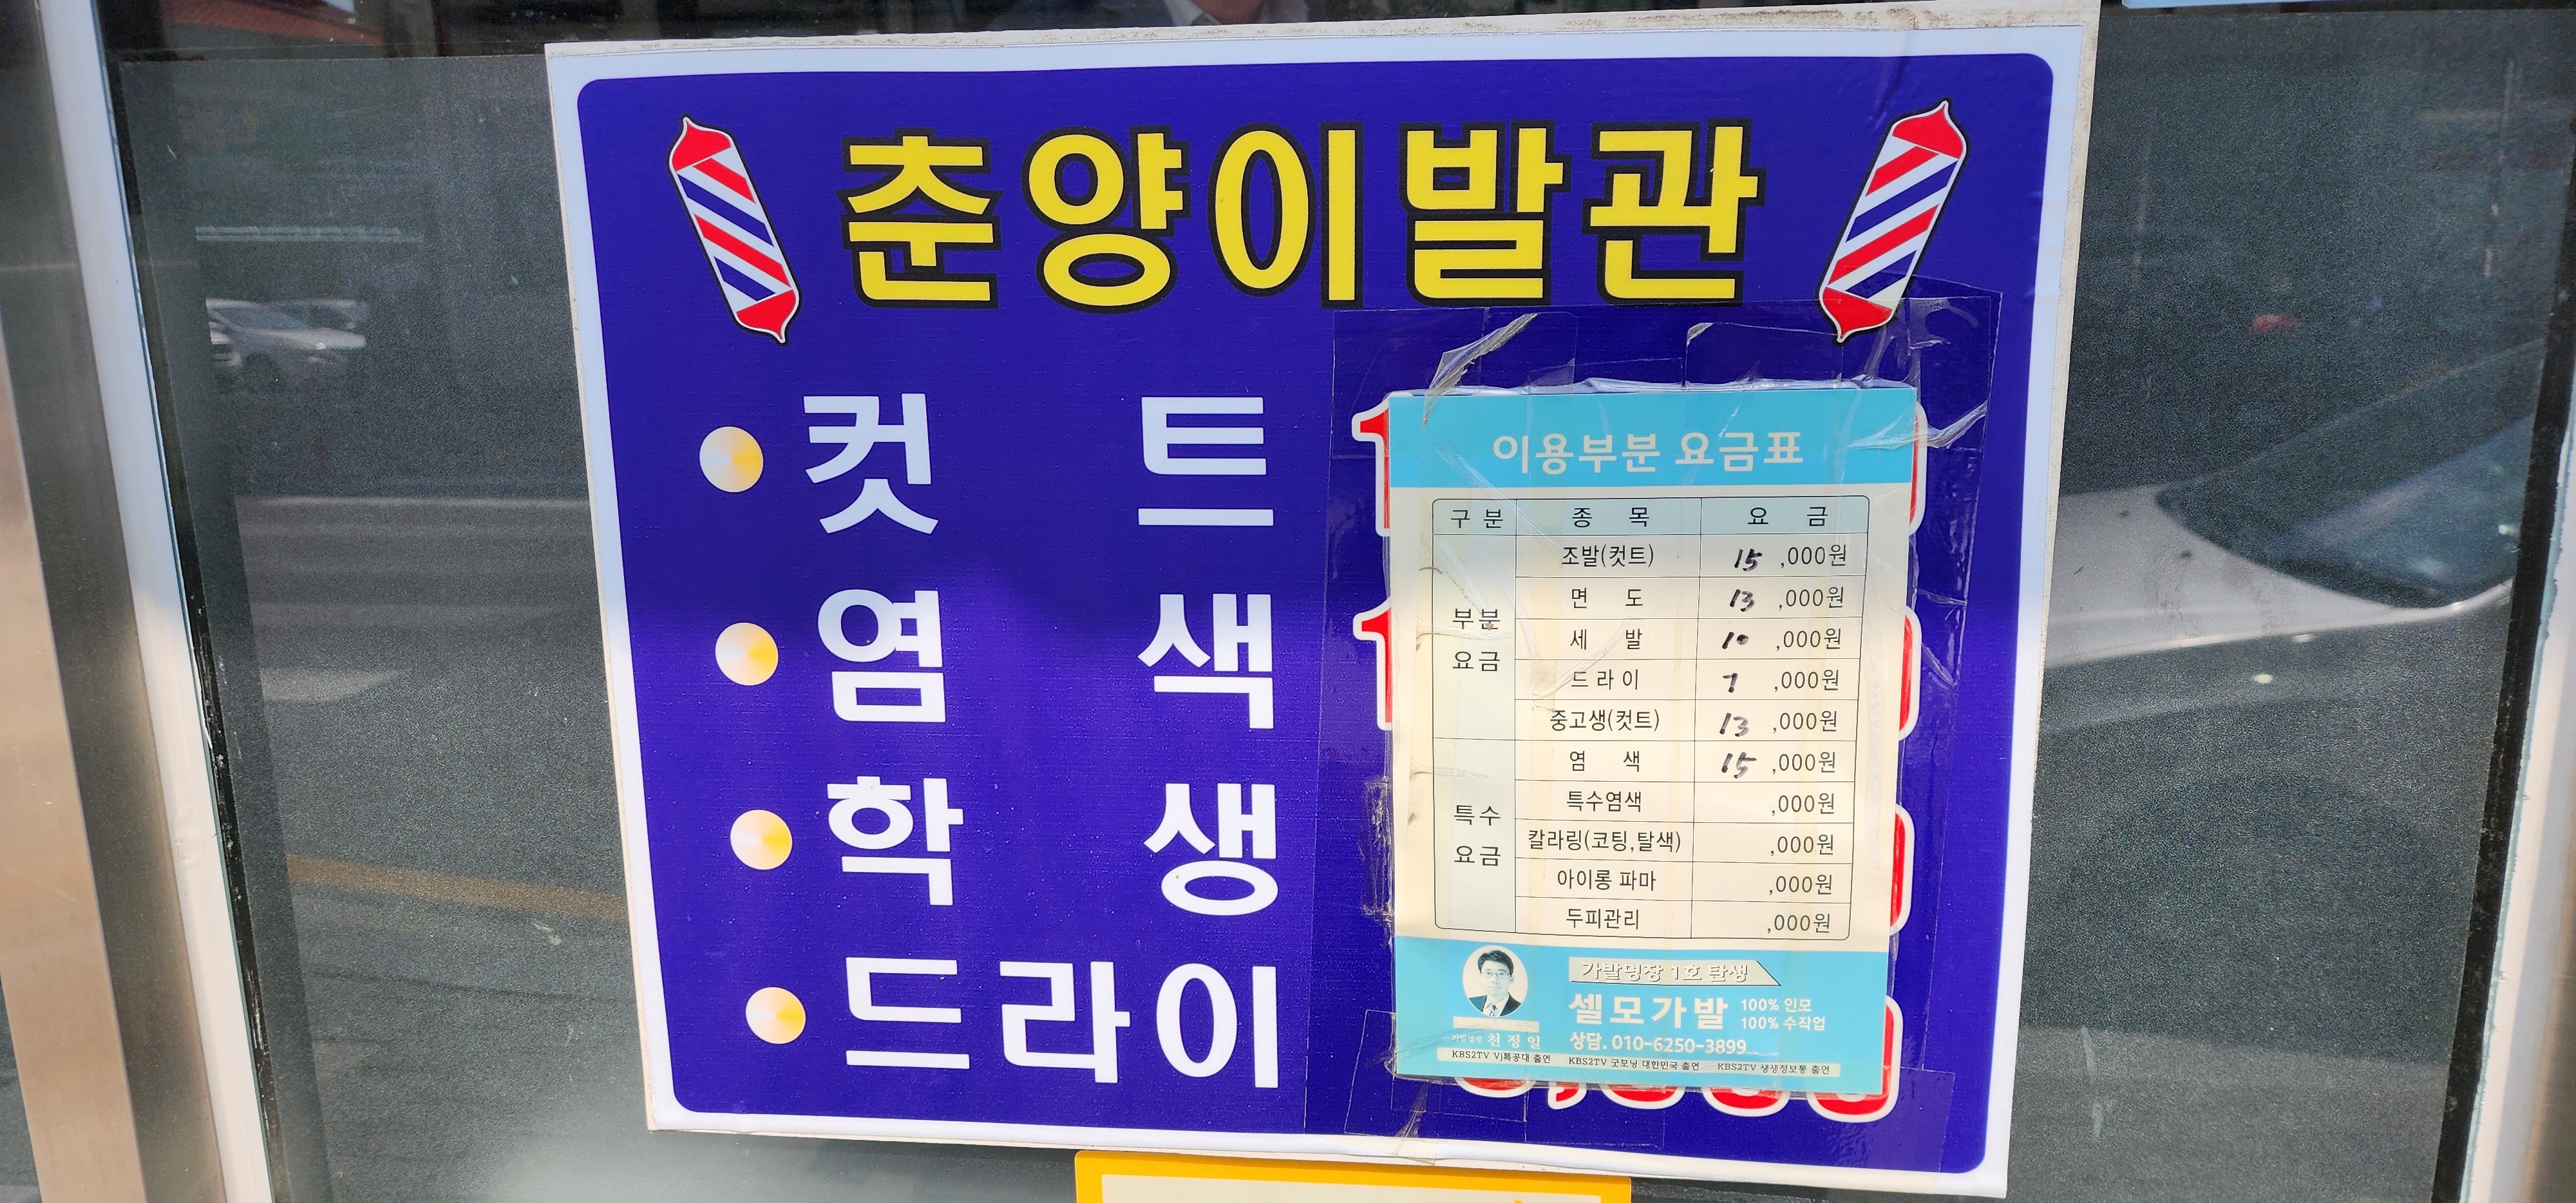 춘양이발관
컷 트
염 색
학 생
드라이
이용부분 요금표
구 분 종 목 요 금
부분 요금
조발(컷트) 15,000원
면 도 13,000원
세 발 10,000원
드라이 7,000원
중고생(컷트) 13,000원
특수 요금
염 색 15,000원
특수염색 ,000원
칼라링(코팅,탈색) ,000원
아이롱 파마 ,000원
두피관리 ,000원
가발명장 1호 탄생
셀모가발 100% 인모
100% 수작업
천정일 상담. 010-6250-3899
KBS2TV VJ특공대 출연 KBS2TV 굿모닝 대한민국 출연 KBS2TV 생생정보통 출연